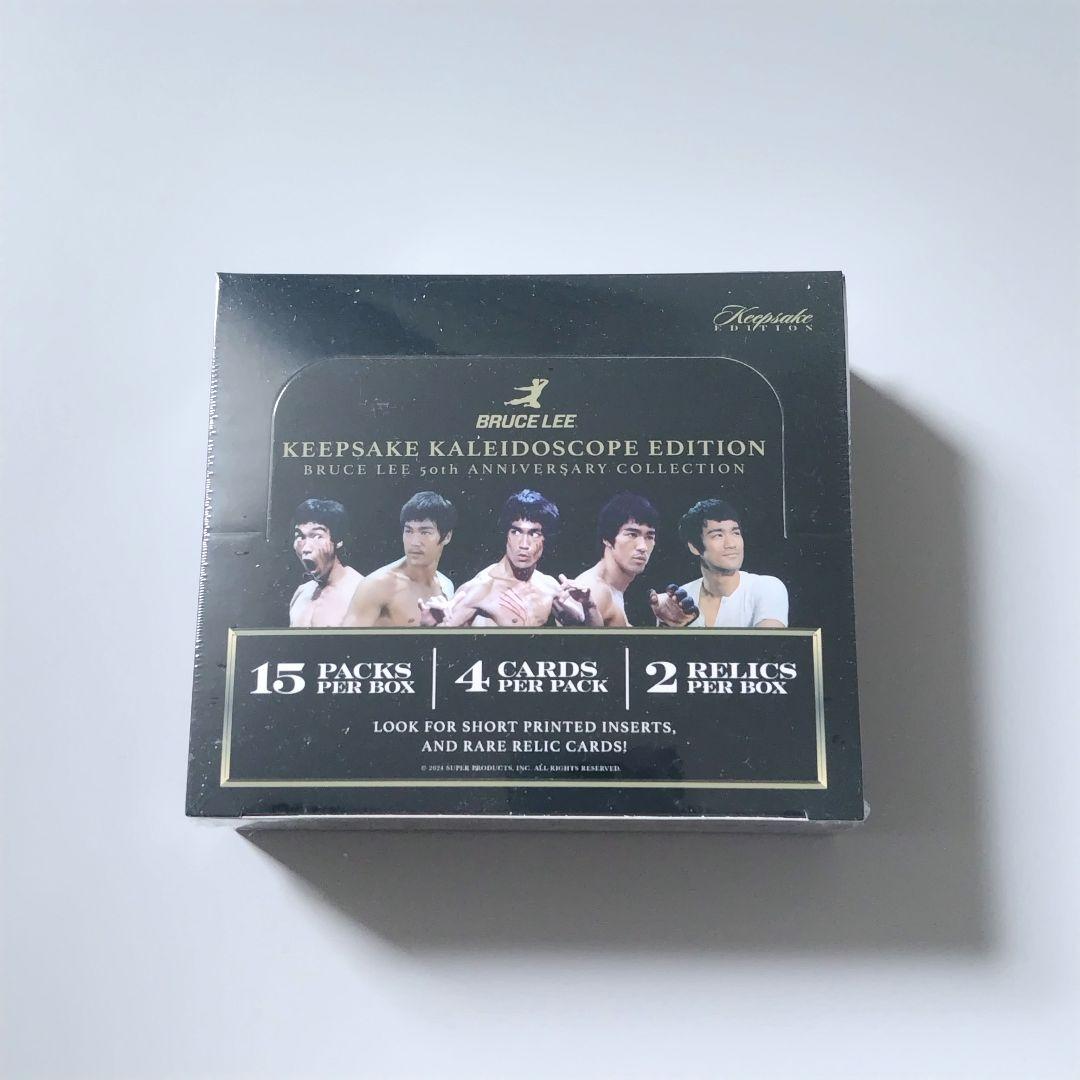 Keepsake
EDITION
BRUCE LEE
KEEPSAKE KALEIDOSCOPE EDITION
BRUCE LEE 50th ANNIVERSARY COLLECTION
15 PACKS PER BOX
4 CARDS PER PACK
2 RELICS PER BOX
LOOK FOR SHORT PRINTED INSERTS,
AND RARE RELIC CARDS!
© 2024 SUPER PRODUCTS, INC. ALL RIGHTS RESERVED.